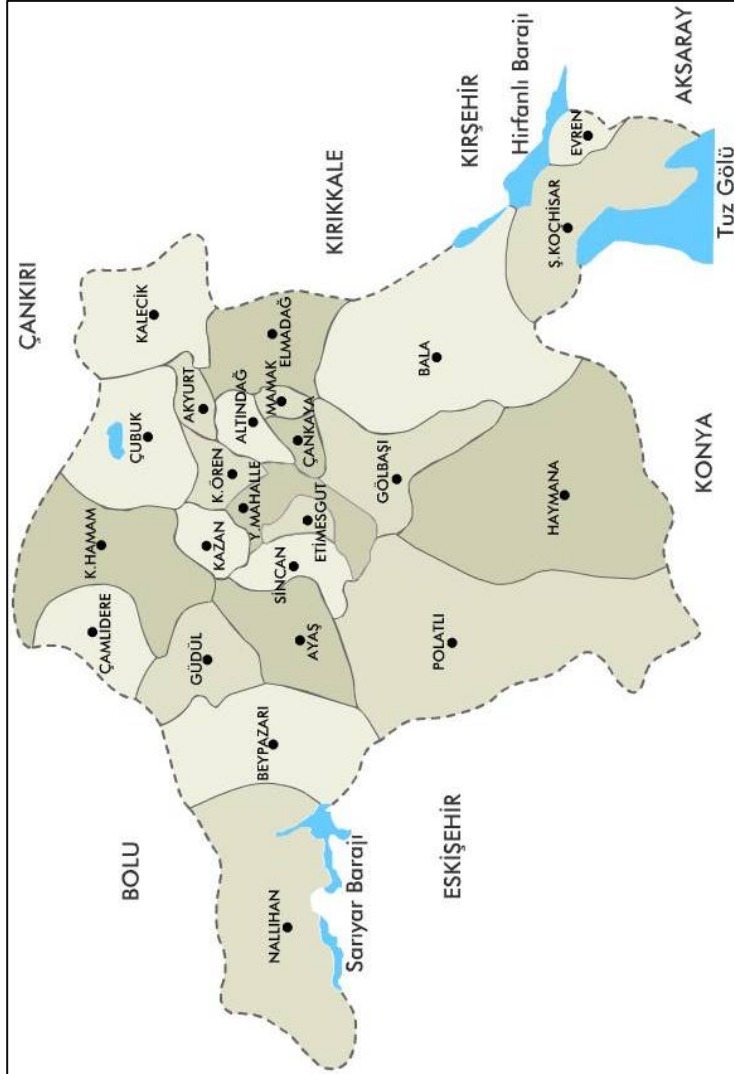 ÇANKIRI
BOLU
KIRIKKALE
KIRŞEHİR
Hirfanlı Barajı
AKSARAY
Tuz Gölü
KONYA
ESKİŞEHİR
Sarıyar Barajı
NALLIHAN
BEYPAZARI
ÇAMLIDERE
GÜDÜL
AYAŞ
POLATLI
K.HAMAM
KAZAN
SİNCAN
Y.MAHALLE
ETİMESGUT
ÇUBUK
K.ÖREN
AKYURT
ALTINDAĞ
ÇANKAYA
MAMAK
GÖLBAŞI
HAYMANA
KALECİK
ELMADAĞ
BALA
Ş.KOÇHİSAR
EVREN